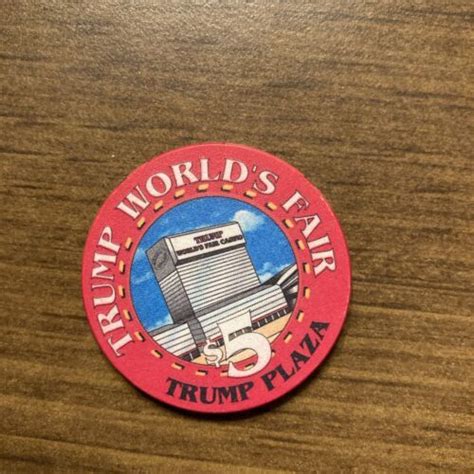 TRUMP WORLD'S FAIR
TRUMP
WORLD'S FAIR CASINO
$5
TRUMP PLAZA